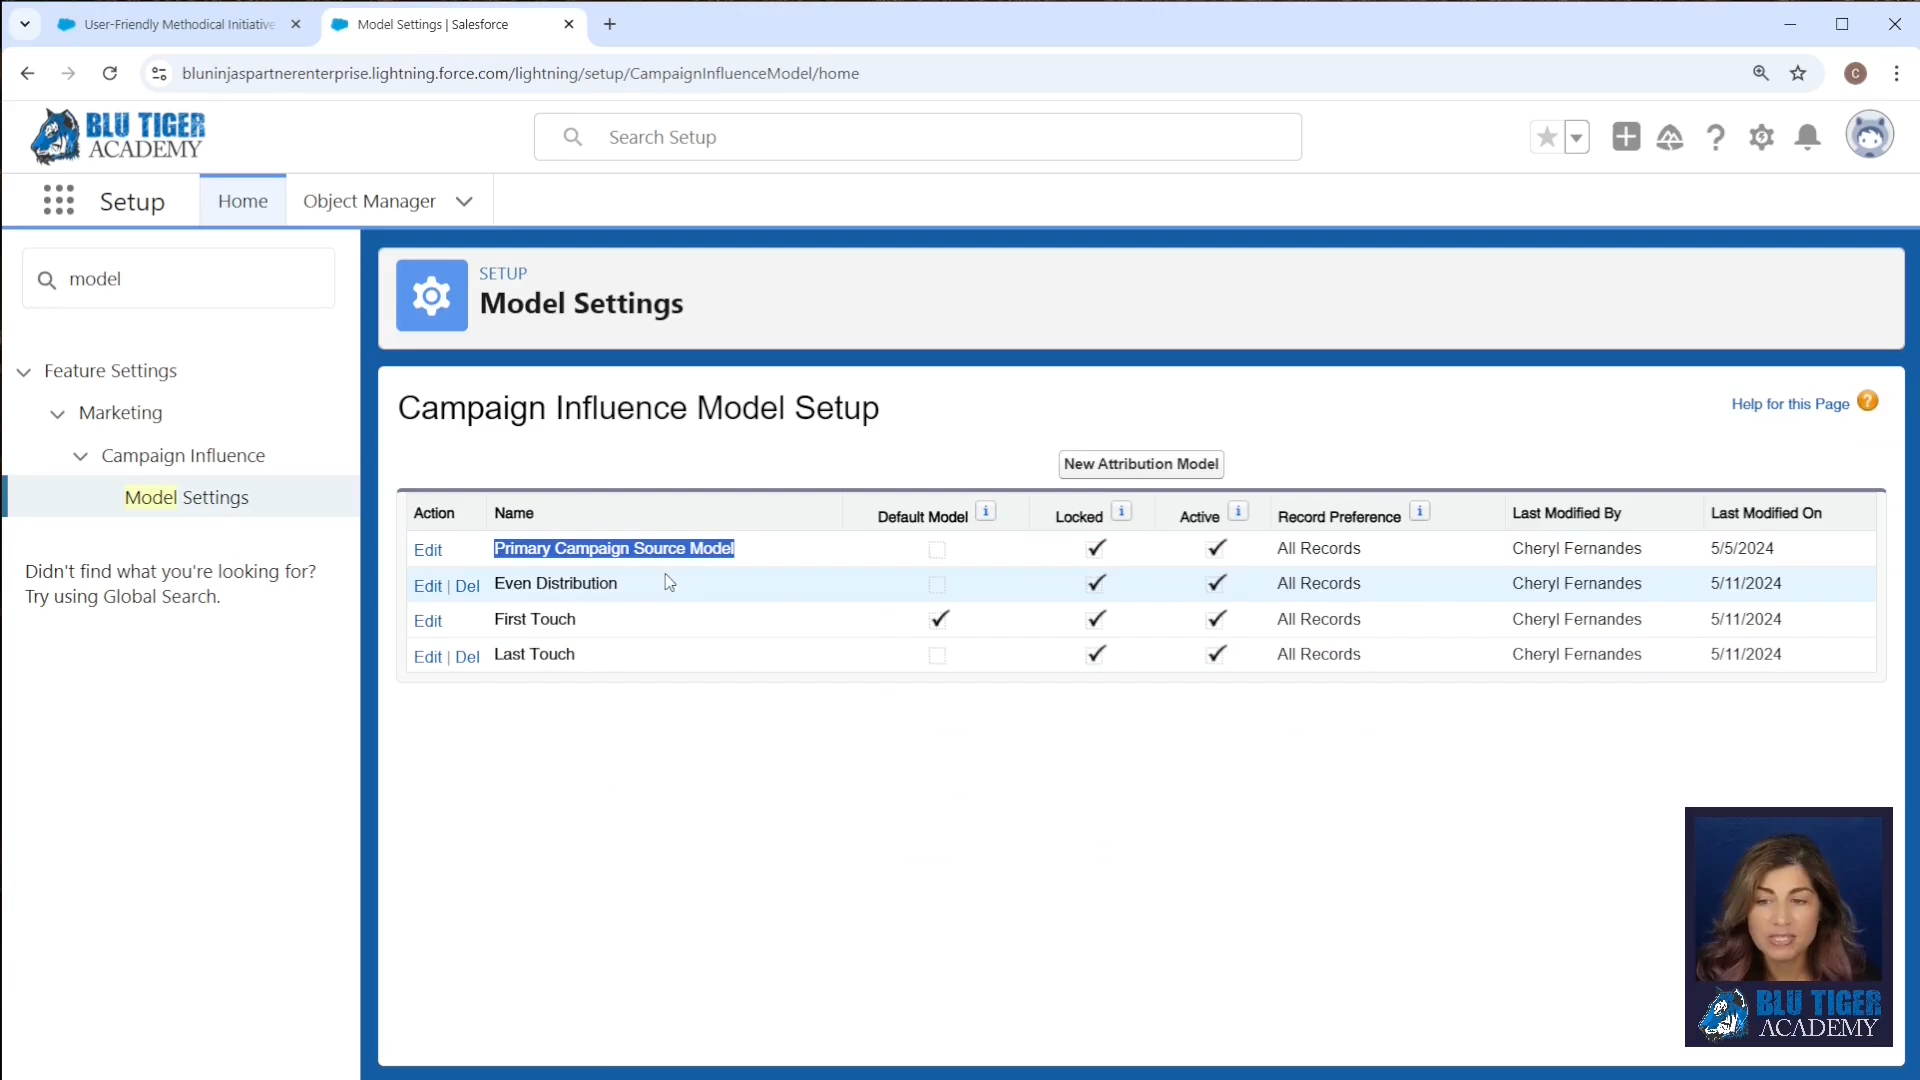 User-Friendly Methodical Initiative
Model Settings | Salesforce
bluninjaspartnerenterprise.lightning.force.com/lightning/setup/CampaignInfluenceModel/home
C
BLU TIGER
ACADEMY
Search Setup
Setup
Home
Object Manager
model
Feature Settings
Marketing
Campaign Influence
Model Settings
Didn't find what you're looking for?
Try using Global Search.
SETUP
Model Settings
Campaign Influence Model Setup
Help for this Page ?
New Attribution Model
Action Name Default Model i Locked i Active i Record Preference i Last Modified By Last Modified On
Edit Primary Campaign Source Model All Records Cheryl Fernandes 5/5/2024
Edit | Del Even Distribution All Records Cheryl Fernandes 5/11/2024
Edit First Touch All Records Cheryl Fernandes 5/11/2024
Edit | Del Last Touch All Records Cheryl Fernandes 5/11/2024
BLU TIGER
ACADEMY